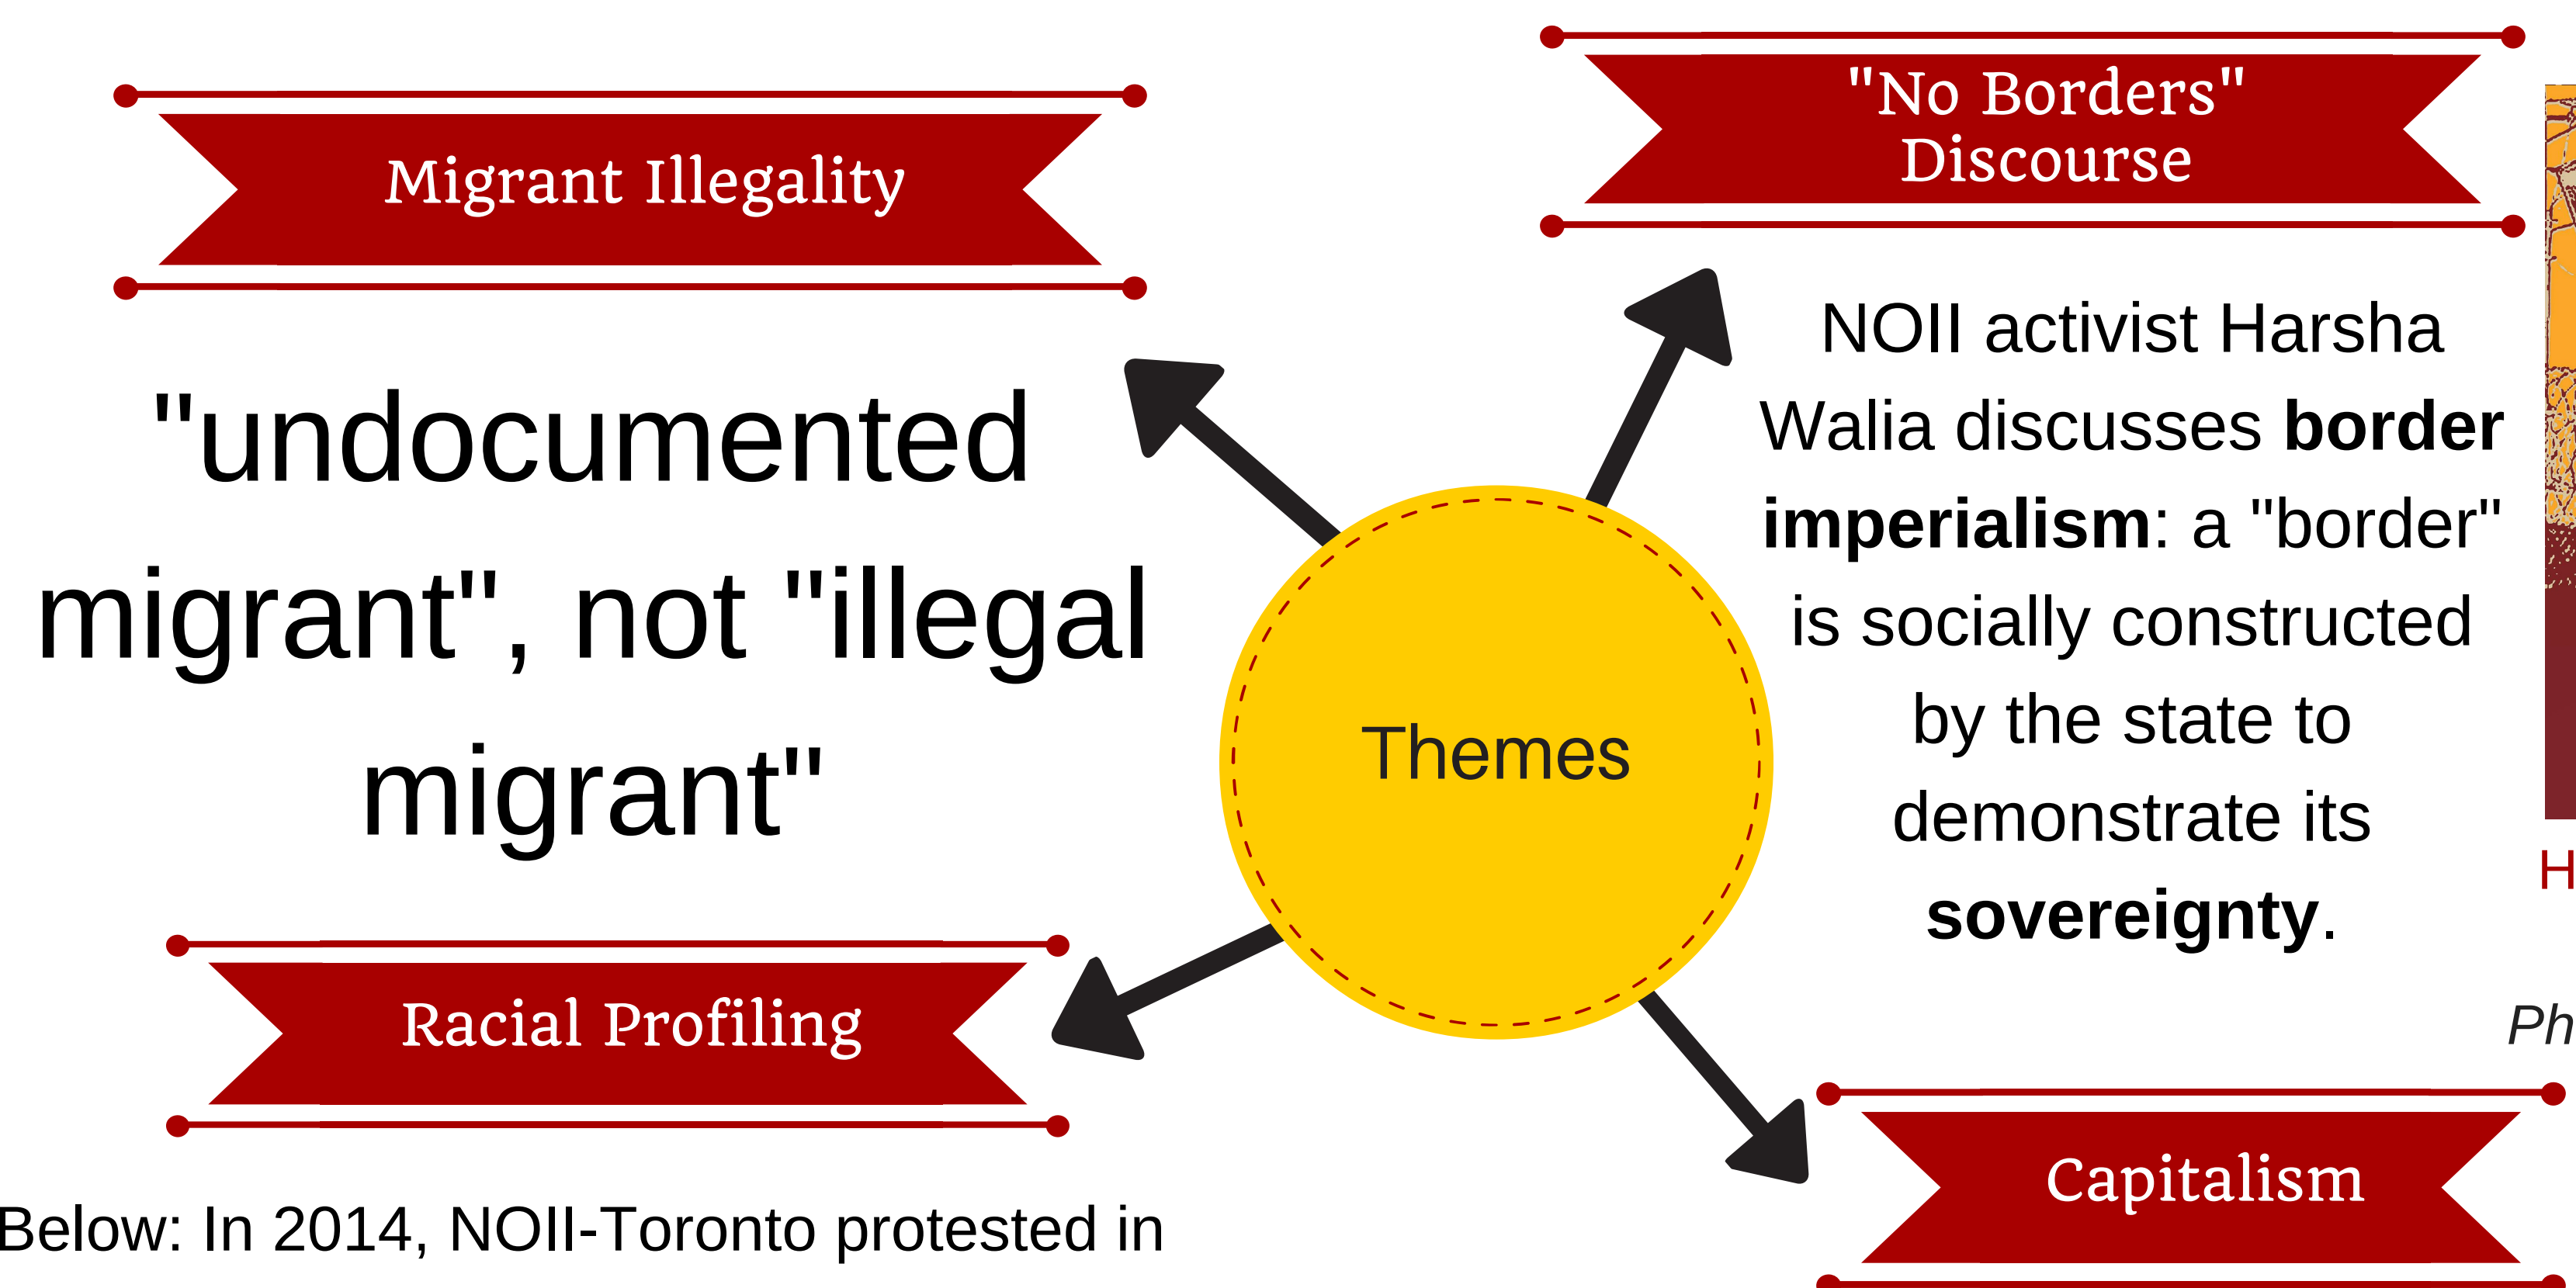 Migrant Illegality
"undocumented
migrant", not "illegal
migrant"
"No Borders"
Discourse
NOII activist Harsha
Walia discusses border
imperialism: a "border"
is socially constructed
by the state to
demonstrate its
sovereignty.
Themes
Racial Profiling
Below: In 2014, NOII-Toronto protested in
Capitalism